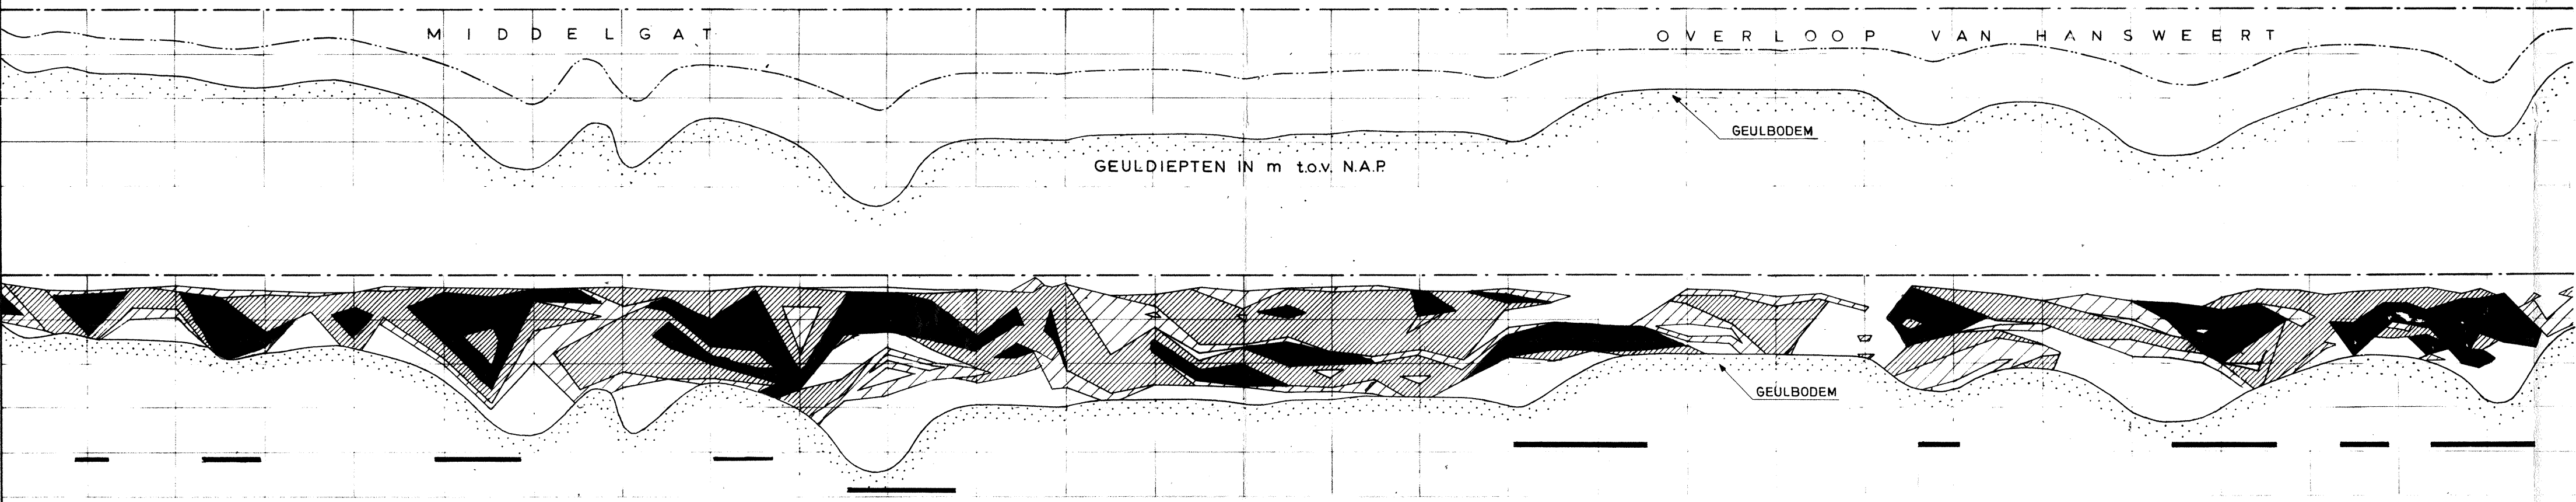 MIDDELGAT
OVERLOOP VAN HANSWEERT
GEULBODEM
GEULDIEPTEN IN m t.o.v. N.A.P.
GEULBODEM